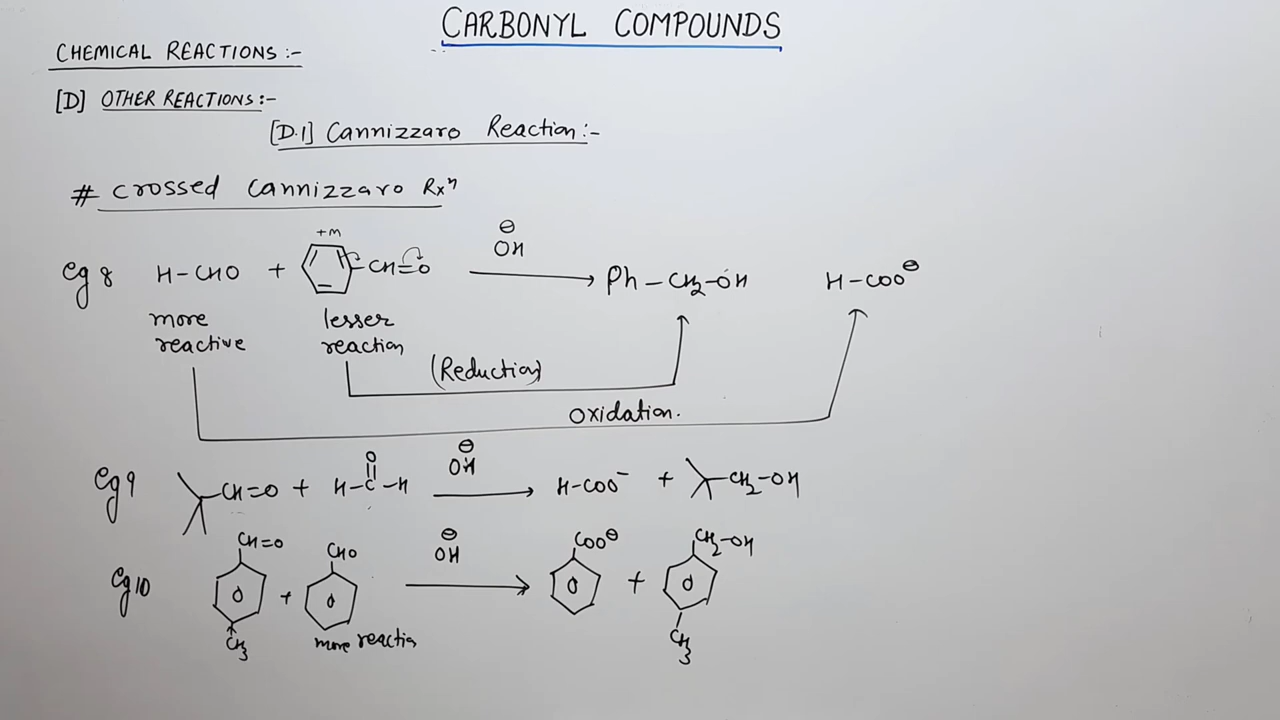 CARBONYL COMPOUNDS
CHEMICAL REACTIONS :-
[D] OTHER REACTIONS :-
[D.1] Cannizzaro Reaction :-
# Crossed Cannizzaro Rxⁿ
eg 8 H-CHO + +M CH=O ⊖OH Ph-CH₂-OH H-COO⊖
more reactive
lesser reaction
(Reduction)
oxidation.
eg 9 CH=O + H-C-H O ⊖OH H-COO⁻ + CH₂-OH
eg 10 CH=O CH₃ + CHO ⊖OH COO⊖ + CH₂-OH CH₃
more reactio